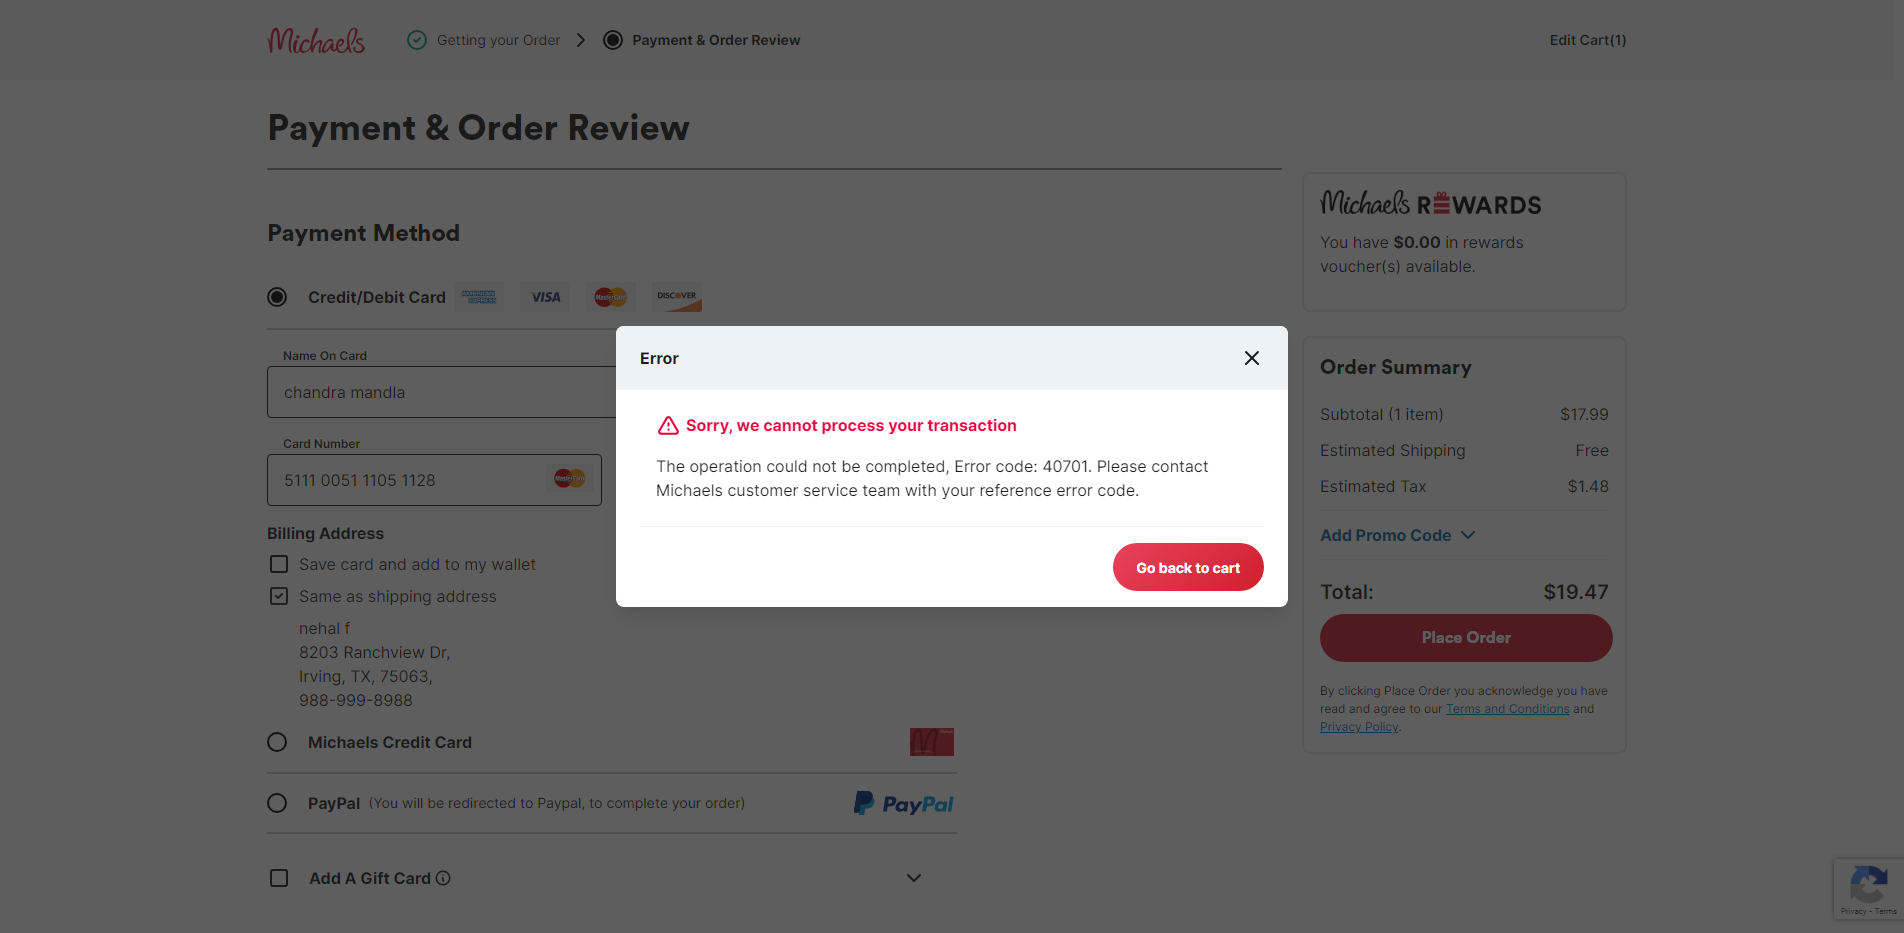 Michaels
Getting your Order
Payment & Order Review
Edit Cart(1)
Payment & Order Review
Payment Method
Credit/Debit Card
AMERICAN EXPRESS
VISA
MasterCard
DISCOVER
Name On Card
chandra mandla
Card Number
5111 0051 1105 1128
MasterCard
Billing Address
Save card and add to my wallet
Same as shipping address
nehal f
8203 Ranchview Dr,
Irving, TX, 75063,
988-999-8988
Michaels Credit Card
PayPal (You will be redirected to Paypal, to complete your order)
PayPal
Add A Gift Card
Error
Sorry, we cannot process your transaction
The operation could not be completed, Error code: 40701. Please contact
Michaels customer service team with your reference error code.
Go back to cart
Michaels REWARDS
You have $0.00 in rewards
voucher(s) available.
Order Summary
Subtotal (1 item) $17.99
Estimated Shipping Free
Estimated Tax $1.48
Add Promo Code
Total: $19.47
Place Order
By clicking Place Order you acknowledge you have
read and agree to our Terms and Conditions and
Privacy Policy.
Privacy - Terms